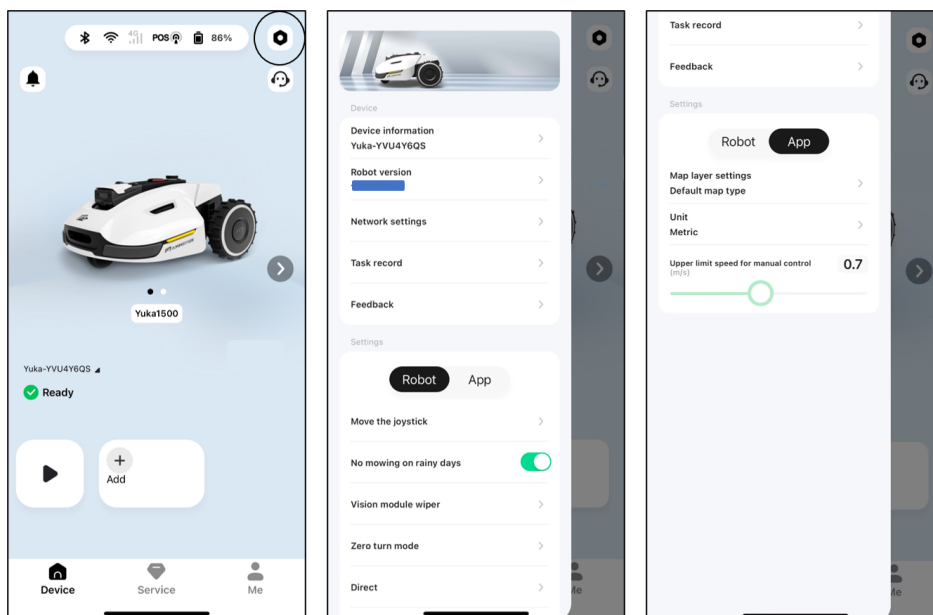 4G
POS
86%
Yuka1500
Yuka-YVU4Y6QS
Ready
Add
Device
Service
Me
Device
Device information
Yuka-YVU4Y6QS
Robot version
Network settings
Task record
Feedback
Settings
Robot App
Move the joystick
No mowing on rainy days
Vision module wiper
Zero turn mode
Direct
Me
Task record
Feedback
Settings
Robot App
Map layer settings
Default map type
Unit
Metric
Upper limit speed for manual control 0.7
(m/s)
Me